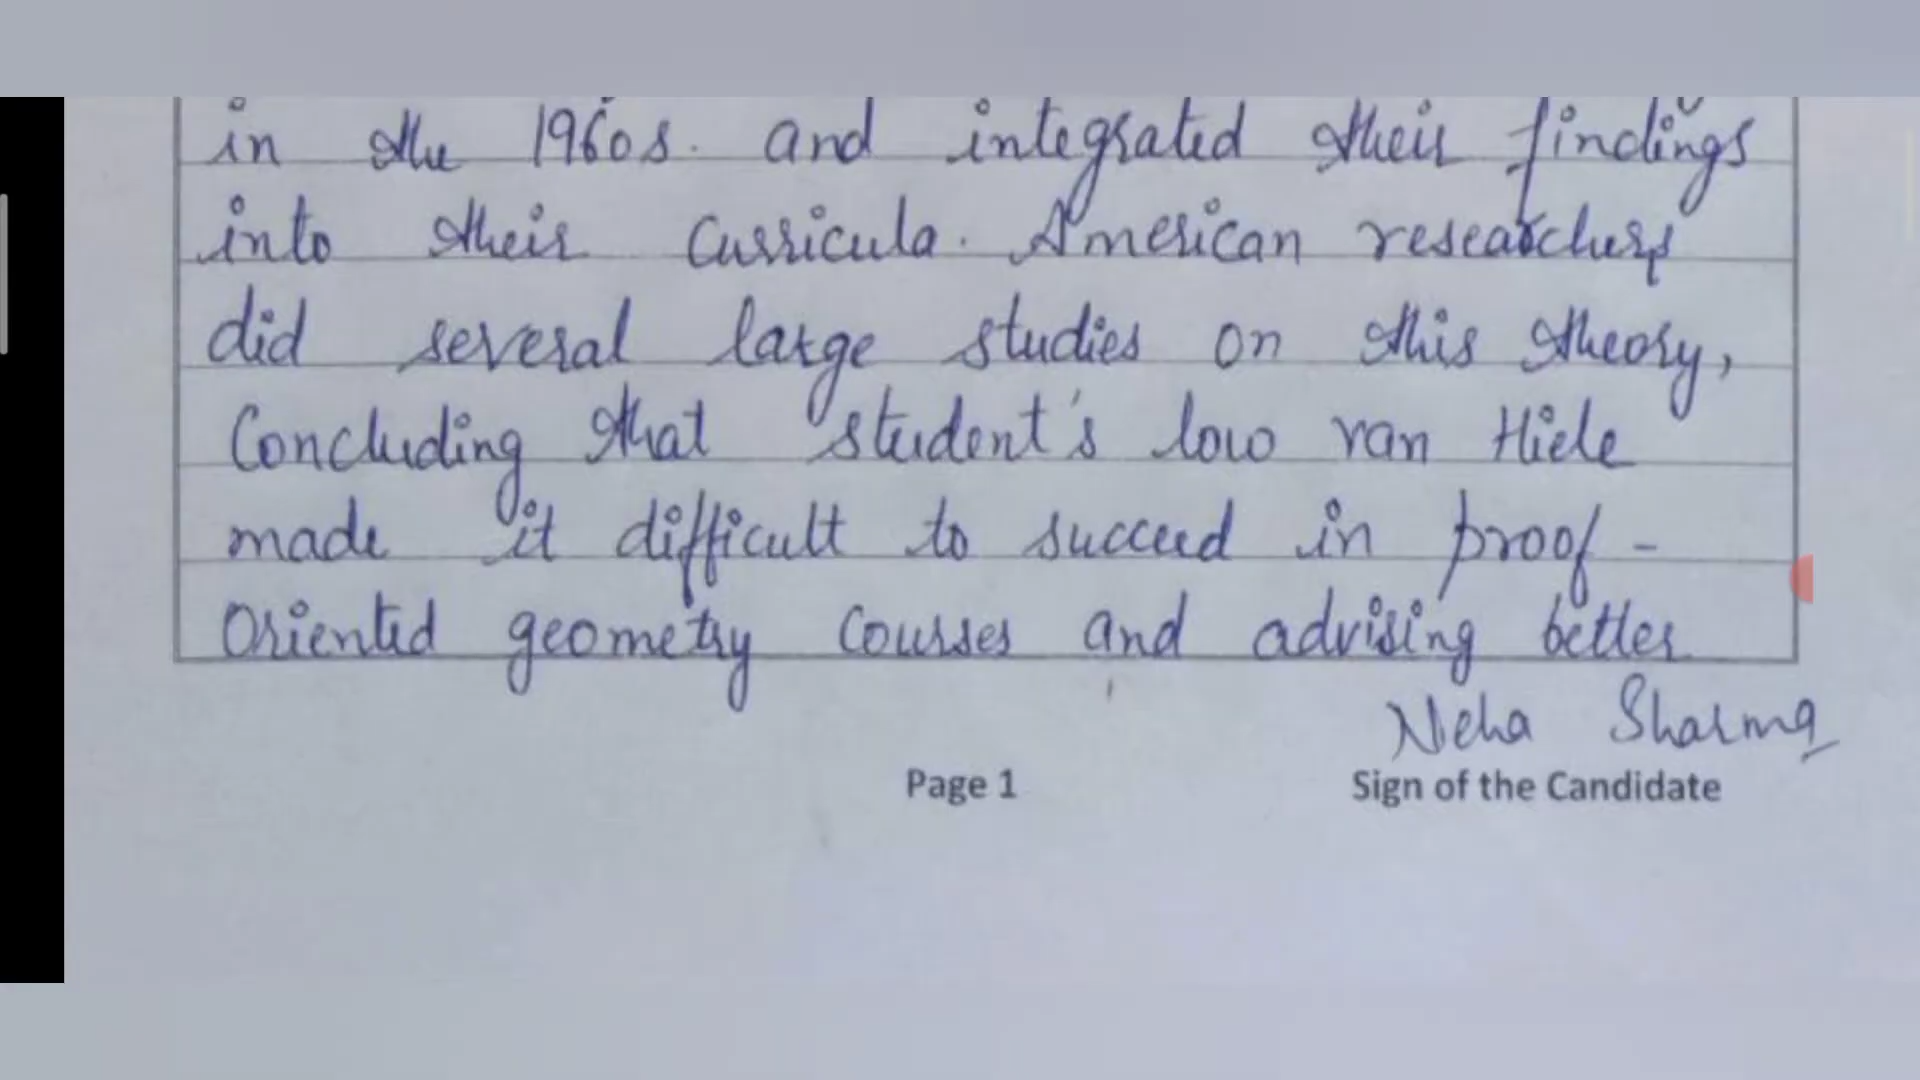 in the 1960s. and integrated their findings
into their Curricula. American researchers
did several large studies on this theory,
Concluding that student's low van Hiele
made it difficult to succeed in proof -
Oriented geometry Courses and advising better
Neha Sharma
Page 1 Sign of the Candidate